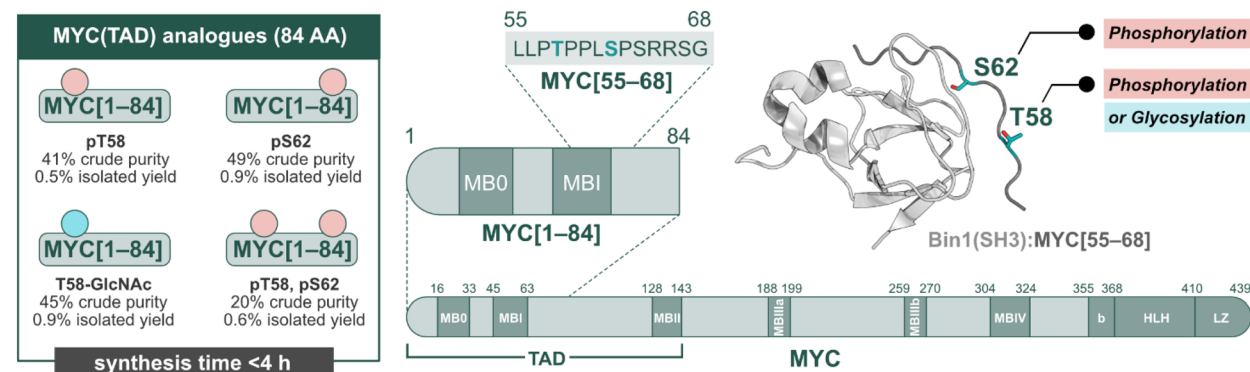 MYC(TAD) analogues (84 AA)
MYC[1–84]
pT58
41% crude purity
0.5% isolated yield
MYC[1–84]
pS62
49% crude purity
0.9% isolated yield
MYC[1–84]
T58-GlcNAc
45% crude purity
0.9% isolated yield
MYC[1–84]
pT58, pS62
20% crude purity
0.6% isolated yield
synthesis time <4 h
55 68
LLPTPPLSPSRRSG
MYC[55–68]
1 84
MB0 MBI
MYC[1–84]
S62
T58
Phosphorylation
Phosphorylation
or Glycosylation
Bin1(SH3):MYC[55–68]
16 33 45 63 128 143 188 199 259 270 304 324 355 368 410 439
MB0 MBI MBII MBIIIa MBIIIb MBIV b HLH LZ
TAD
MYC